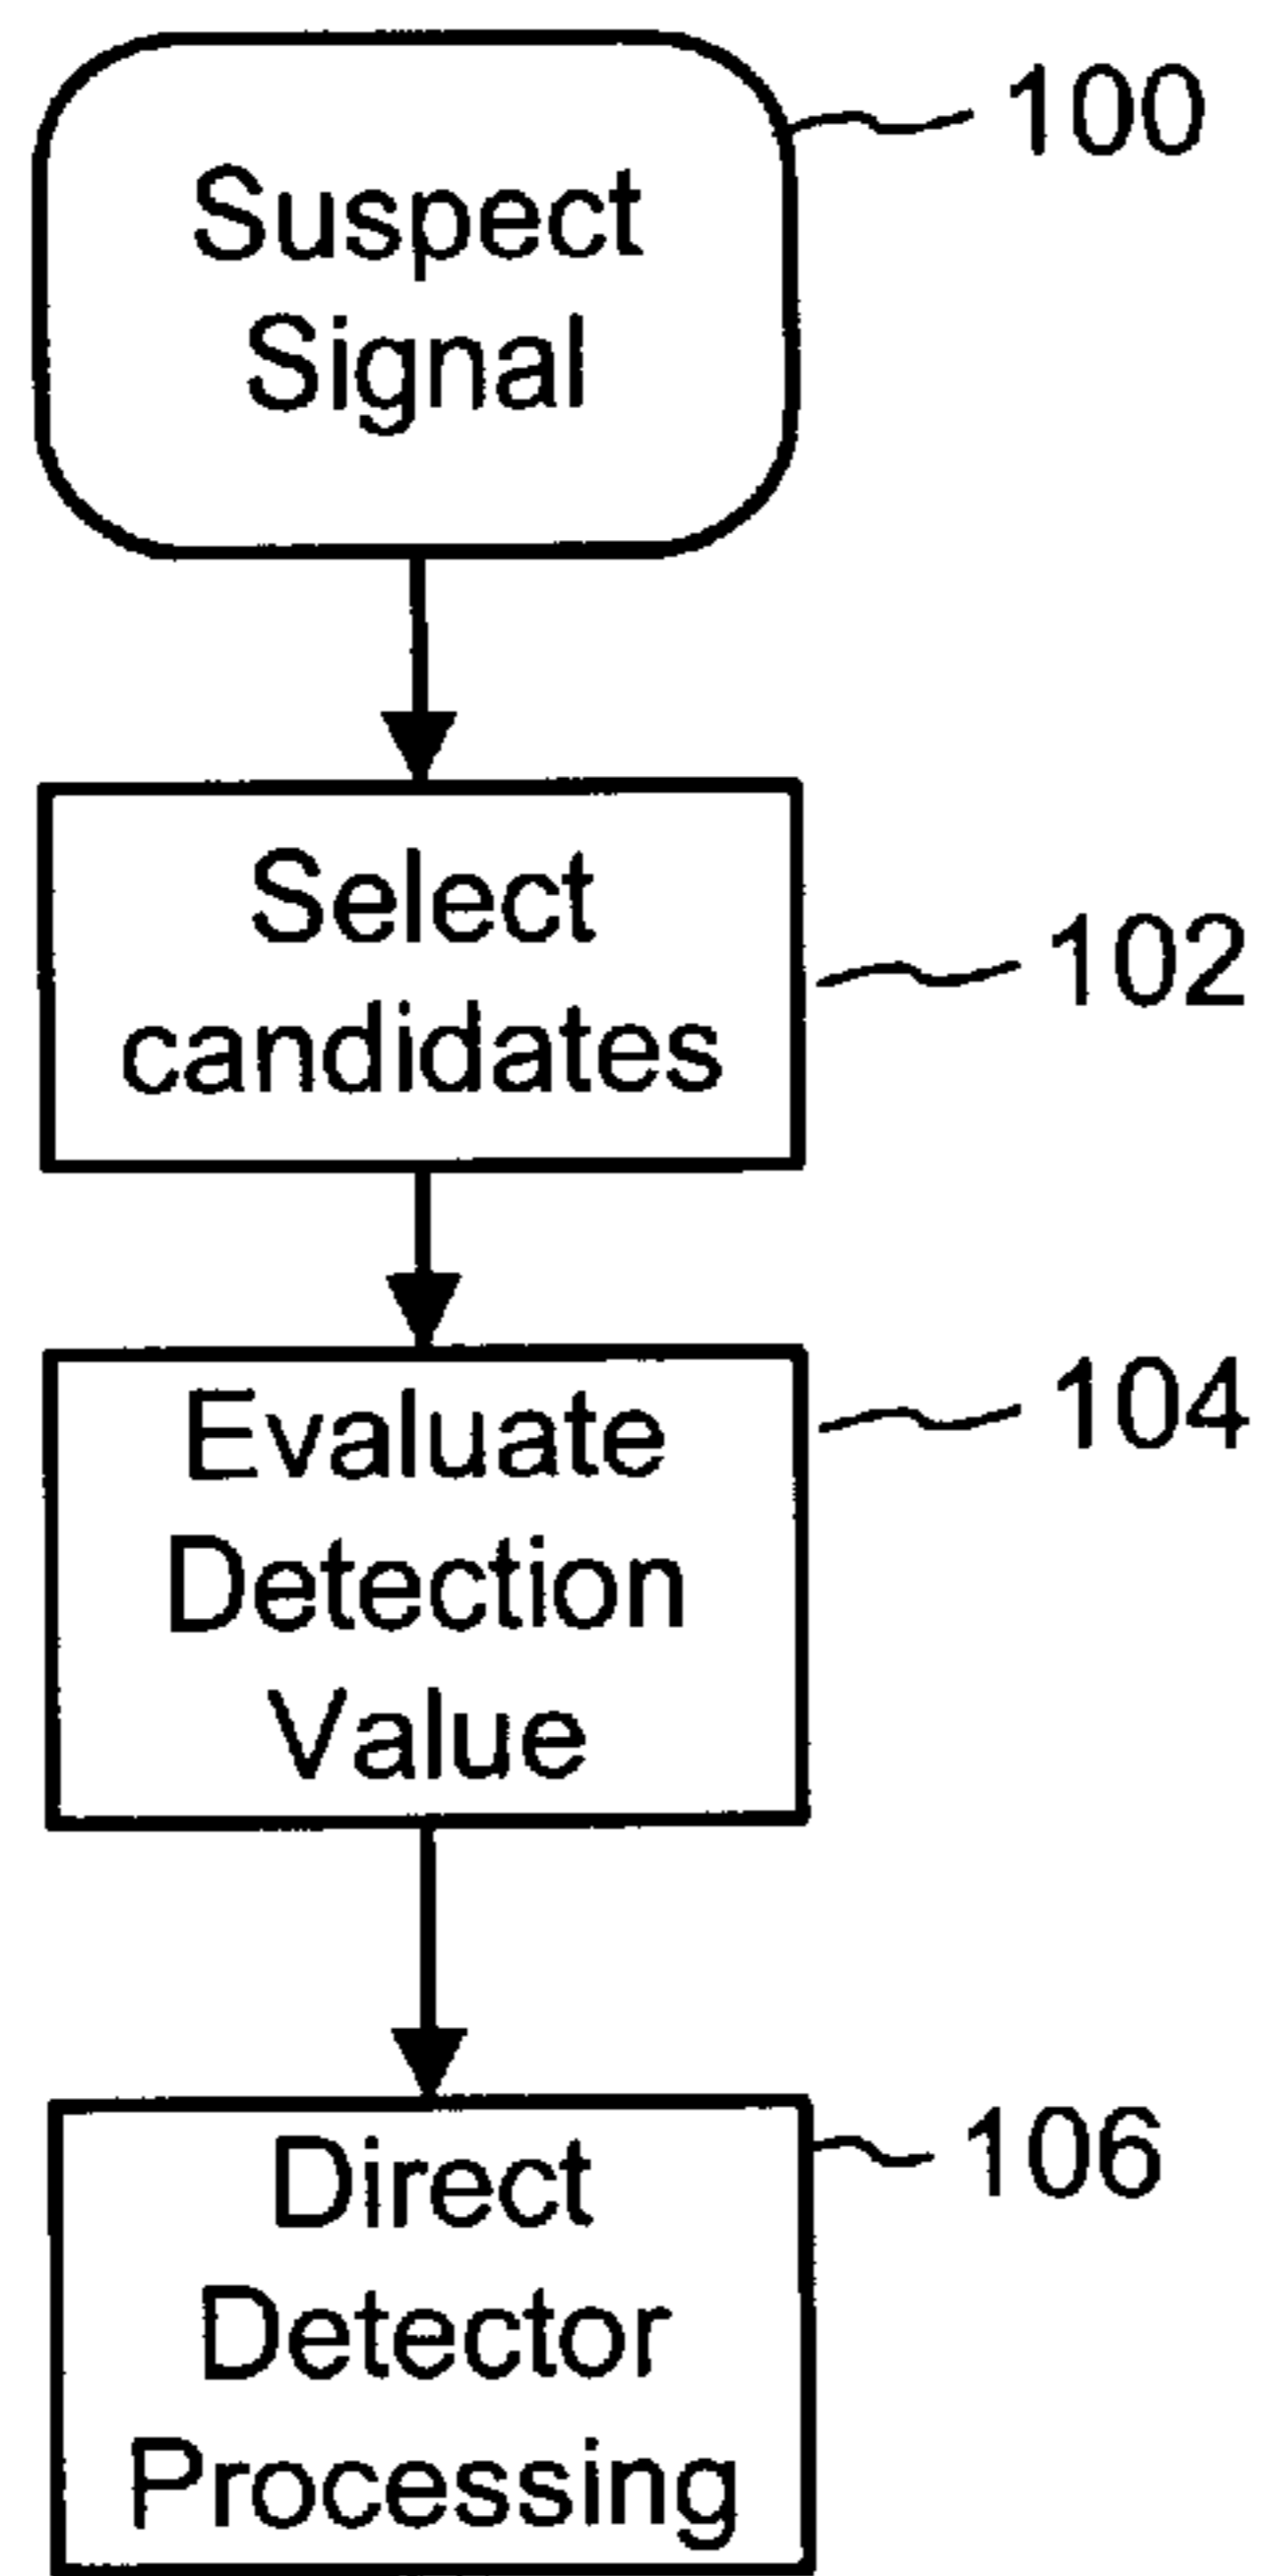 Suspect
Signal
100
Select
candidates
102
Evaluate
Detection
Value
104
Direct
Detector
Processing
106